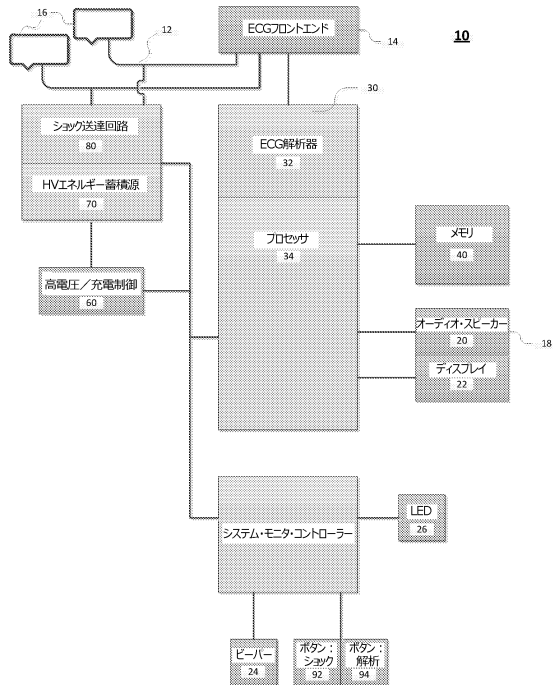 16
12
ECGフロントエンド
14
10
30
ショック送達回路
80
HVエネルギー蓄積源
70
ECG解析器
32
プロセッサ
34
メモリ
40
高電圧／充電制御
60
オーディオ・スピーカー
20
18
ディスプレイ
22
システム・モニタ・コントローラー
LED
26
ビーパー
24
ボタン：
ショック
92
ボタン：
解析
94